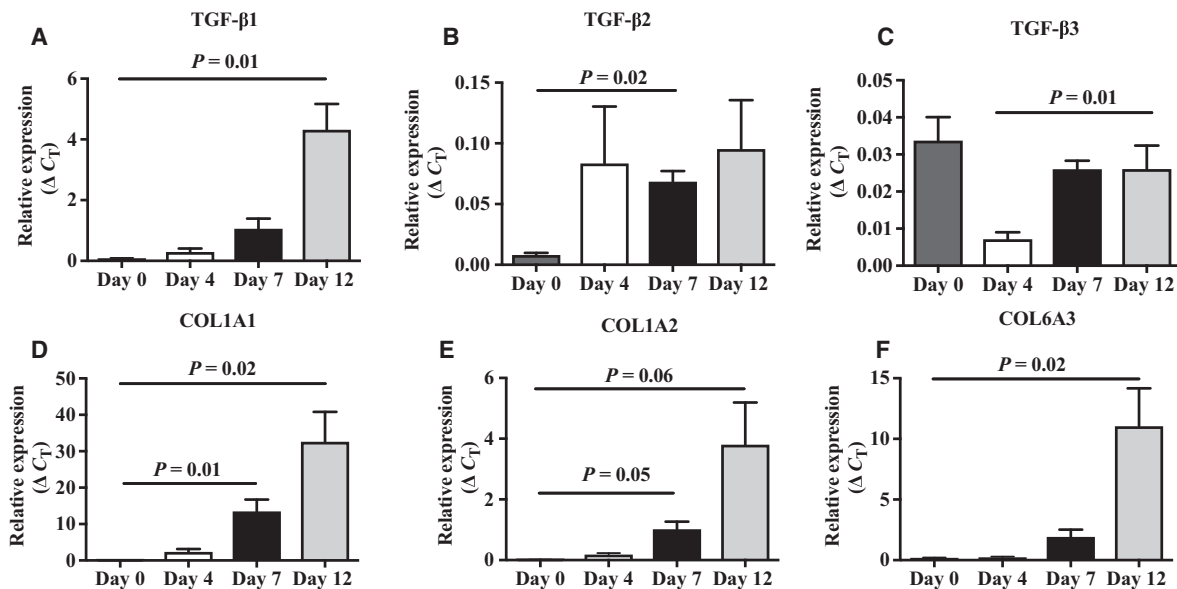 A
TGF-β1
P = 0.01
Relative expression
(Δ CT)
6
4
2
0
Day 0 Day 4 Day 7 Day 12
B
TGF-β2
P = 0.02
Relative expression
(Δ CT)
0.15
0.10
0.05
0.00
Day 0 Day 4 Day 7 Day 12
C
TGF-β3
P = 0.01
Relative expression
(Δ CT)
0.05
0.04
0.03
0.02
0.01
0.00
Day 0 Day 4 Day 7 Day 12
D
COL1A1
P = 0.02
P = 0.01
Relative expression
(Δ CT)
50
40
30
20
10
0
Day 0 Day 4 Day 7 Day 12
E
COL1A2
P = 0.06
P = 0.05
Relative expression
(Δ CT)
6
4
2
0
Day 0 Day 4 Day 7 Day 12
F
COL6A3
P = 0.02
Relative expression
(Δ CT)
15
10
5
0
Day 0 Day 4 Day 7 Day 12